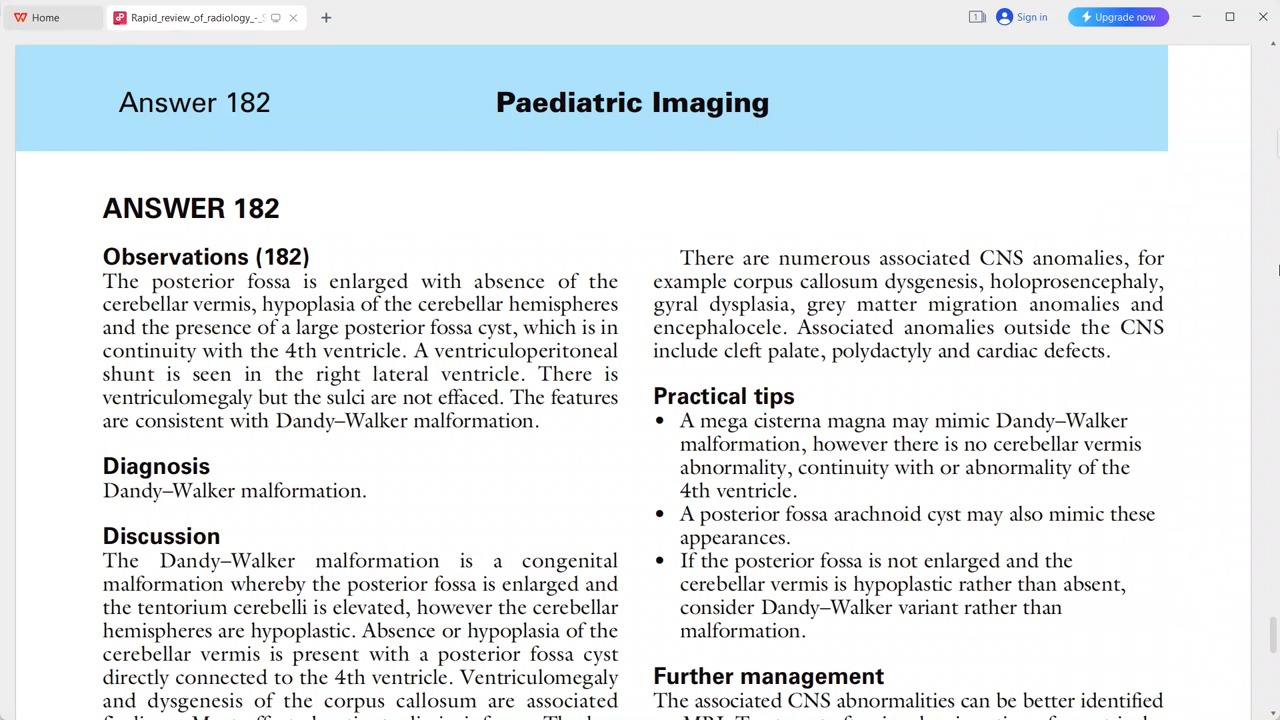 Home
Rapid_review_of_radiology_-_S
1
Sign in
Upgrade now
Answer 182
Paediatric Imaging
ANSWER 182
Observations (182)
The posterior fossa is enlarged with absence of the
cerebellar vermis, hypoplasia of the cerebellar hemispheres
and the presence of a large posterior fossa cyst, which is in
continuity with the 4th ventricle. A ventriculoperitoneal
shunt is seen in the right lateral ventricle. There is
ventriculomegaly but the sulci are not effaced. The features
are consistent with Dandy–Walker malformation.
Diagnosis
Dandy–Walker malformation.
Discussion
The Dandy–Walker malformation is a congenital
malformation whereby the posterior fossa is enlarged and
the tentorium cerebelli is elevated, however the cerebellar
hemispheres are hypoplastic. Absence or hypoplasia of the
cerebellar vermis is present with a posterior fossa cyst
directly connected to the 4th ventricle. Ventriculomegaly
and dysgenesis of the corpus callosum are associated
There are numerous associated CNS anomalies, for
example corpus callosum dysgenesis, holoprosencephaly,
gyral dysplasia, grey matter migration anomalies and
encephalocele. Associated anomalies outside the CNS
include cleft palate, polydactyly and cardiac defects.
Practical tips
• A mega cisterna magna may mimic Dandy–Walker
malformation, however there is no cerebellar vermis
abnormality, continuity with or abnormality of the
4th ventricle.
• A posterior fossa arachnoid cyst may also mimic these
appearances.
• If the posterior fossa is not enlarged and the
cerebellar vermis is hypoplastic rather than absent,
consider Dandy–Walker variant rather than
malformation.
Further management
The associated CNS abnormalities can be better identified